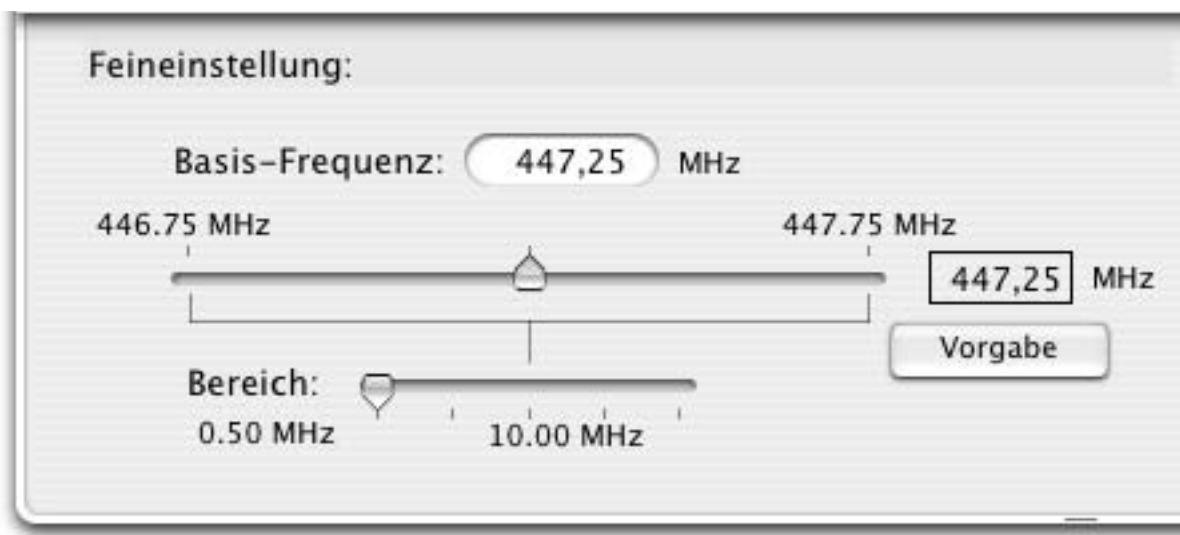 Feineinstellung:
Basis-Frequenz: 447,25 MHz
446.75 MHz 447.75 MHz
447,25 MHz
Vorgabe
Bereich:
0.50 MHz 10.00 MHz